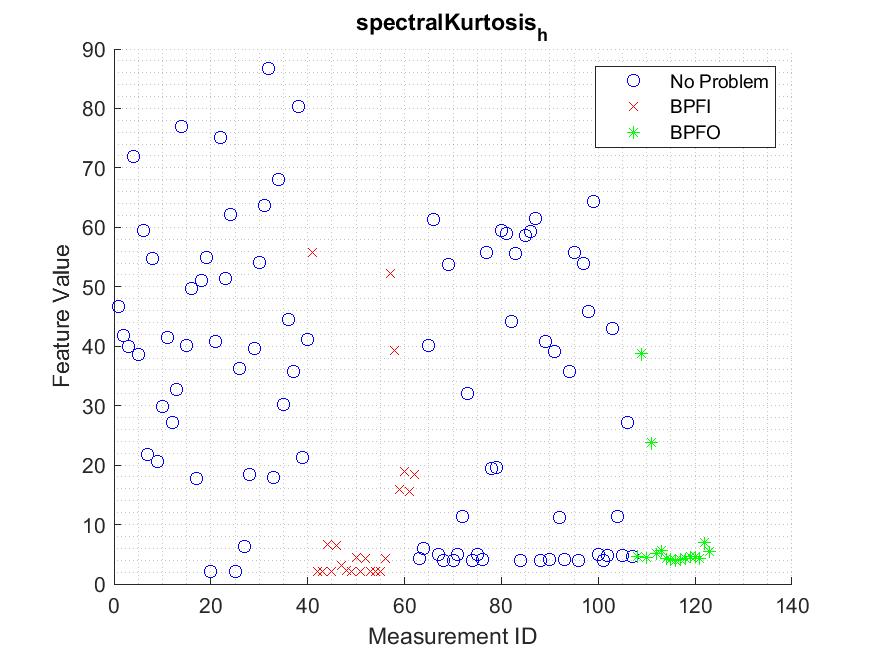 spectralKurtosis_h
No Problem
BPFI
BPFO
Feature Value
90
80
70
60
50
40
30
20
10
0
0 20 40 60 80 100 120 140
Measurement ID